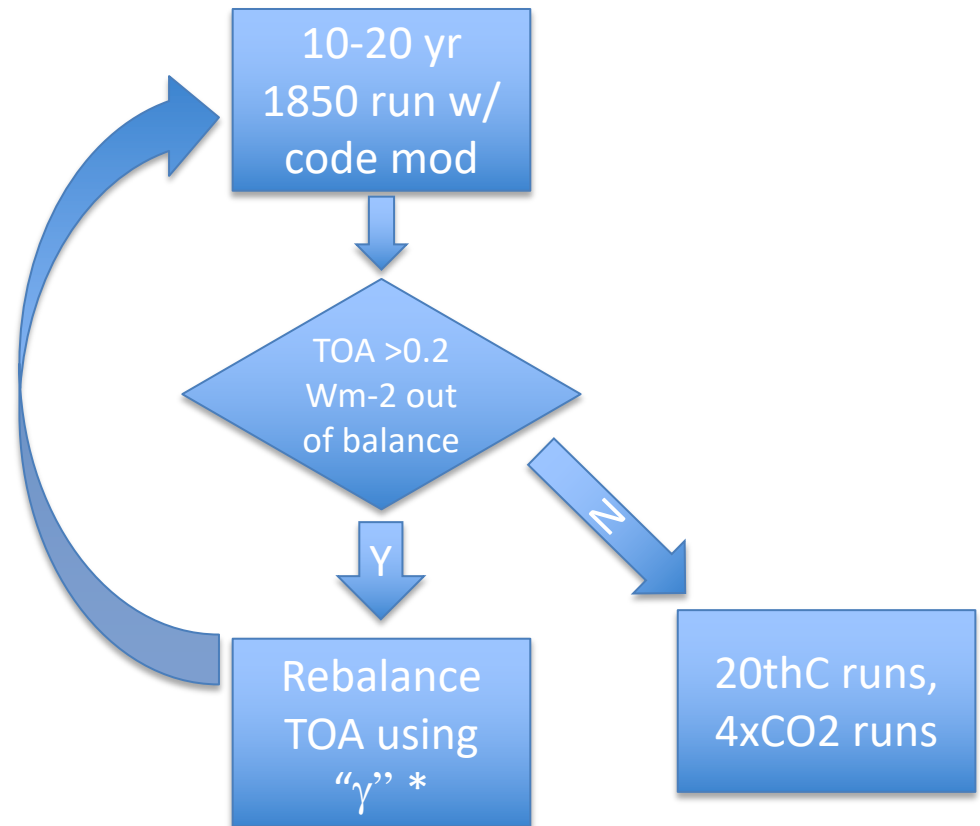 10-20 yr
1850 run w/
code mod
TOA >0.2
Wm-2 out
of balance
Y
N
Rebalance
TOA using
“γ” *
20thC runs,
4xCO2 runs